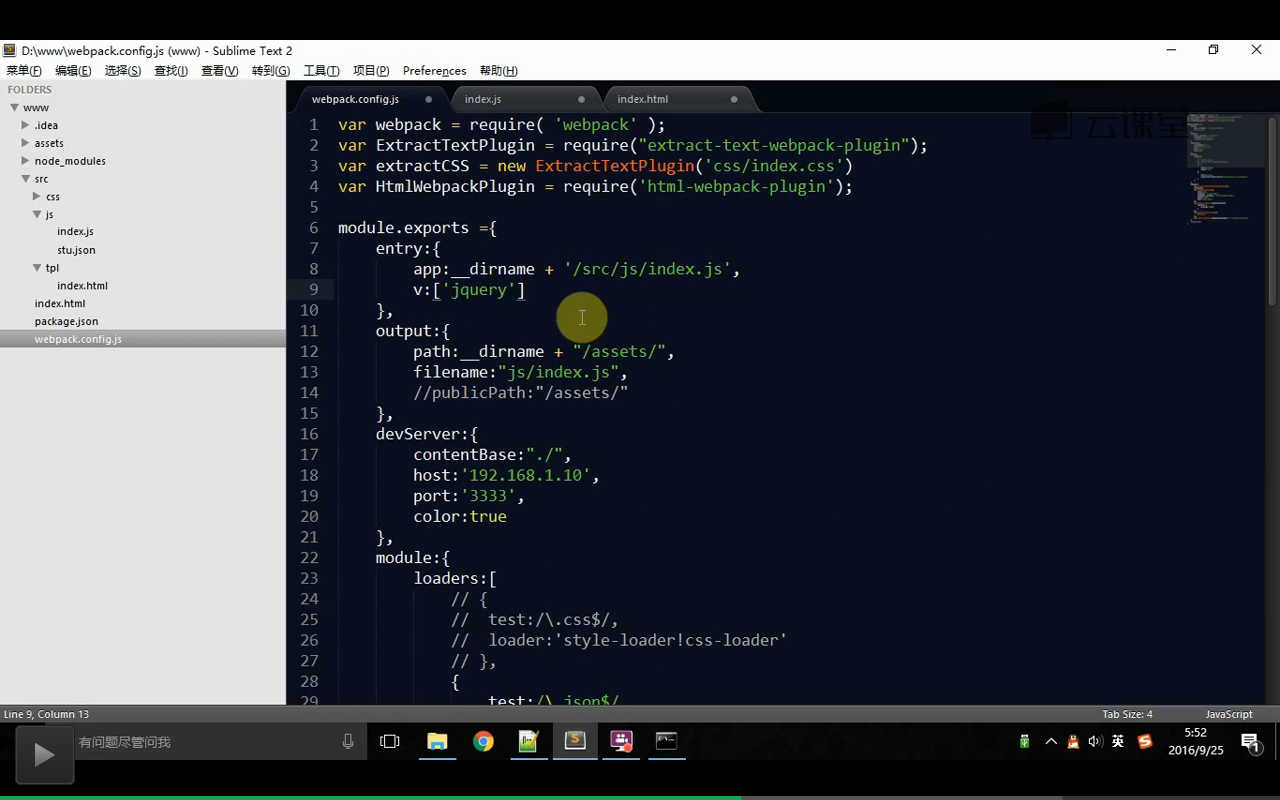 云课堂
D:\www\webpack.config.js (www) - Sublime Text 2
菜单(F) 编辑(E) 选择(S) 查找(I) 查看(V) 转到(G) 工具(T) 项目(P) Preferences 帮助(H)
FOLDERS
www
.idea
assets
node_modules
src
css
js
index.js
stu.json
tpl
index.html
index.html
package.json
webpack.config.js
webpack.config.js index.js index.html
1 var webpack = require( 'webpack' );
2 var ExtractTextPlugin = require("extract-text-webpack-plugin");
3 var extractCSS = new ExtractTextPlugin('css/index.css')
4 var HtmlWebpackPlugin = require('html-webpack-plugin');
5
6 module.exports ={
7 entry:{
8 app:__dirname + '/src/js/index.js',
9 v:['jquery']
10 },
11 output:{
12 path:__dirname + "/assets/",
13 filename:"js/index.js",
14 //publicPath:"/assets/"
15 },
16 devServer:{
17 contentBase:"./",
18 host:'192.168.1.10',
19 port:'3333',
20 color:true
21 },
22 module:{
23 loaders:[
24 // {
25 // test:/\.css$/,
26 // loader:'style-loader!css-loader'
27 // },
28 {
29 test:/\.json$/
Line 9, Column 13 Tab Size: 4 JavaScript
有问题尽管问我
英
5:52
2016/9/25
1